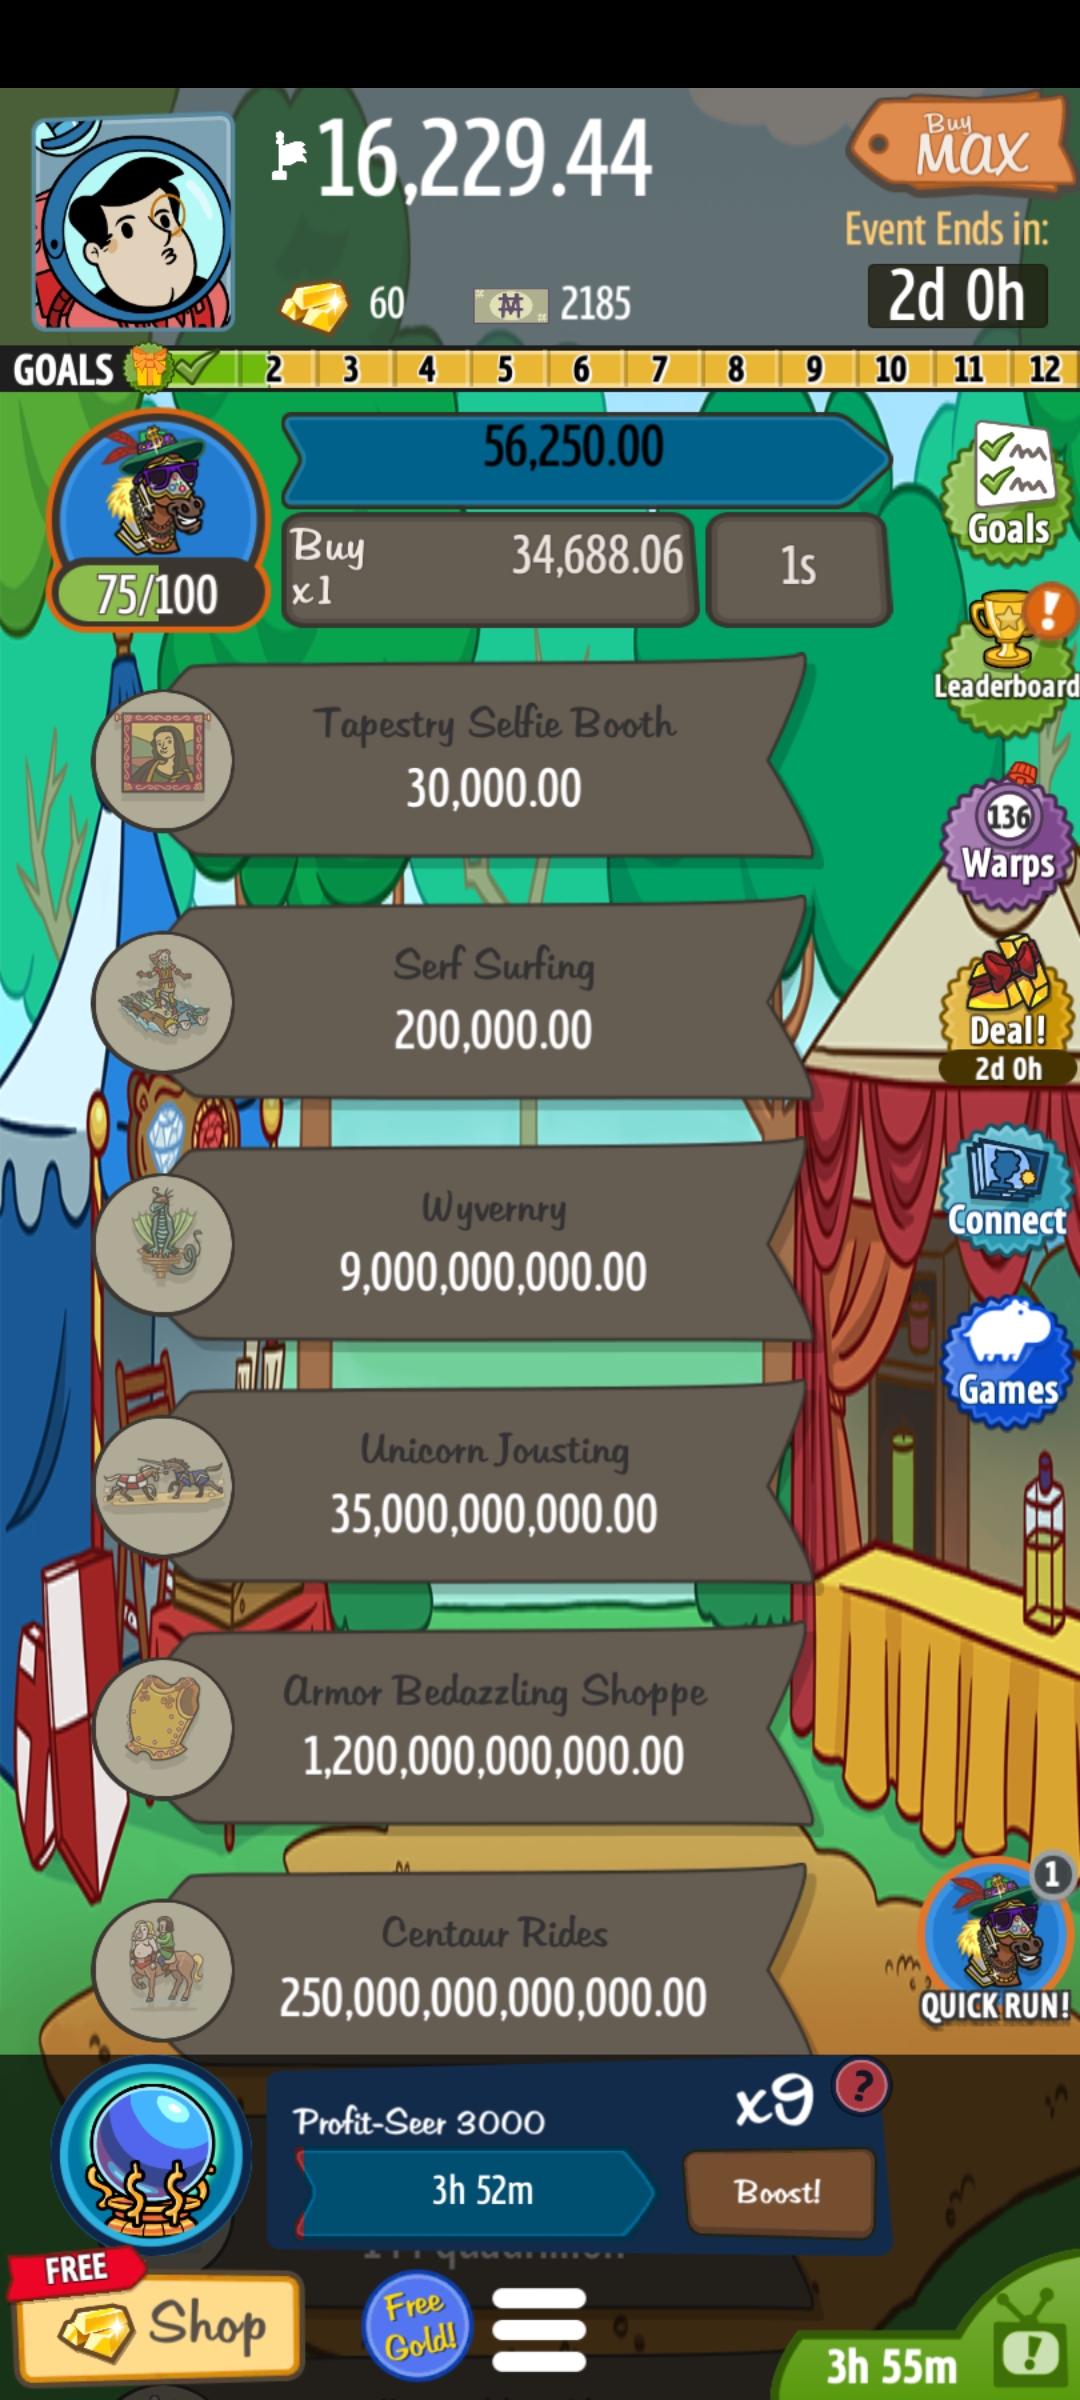 16,229.44
Buy
MAX
Event Ends in:
2d 0h
60
2185
GOALS 2 3 4 5 6 7 8 9 10 11 12
56,250.00
Goals
Buy
x1
34,688.06
1s
75/100
!
Leaderboard
Tapestry Selfie Booth
30,000.00
136
Warps
Serf Surfing
200,000.00
Deal!
2d 0h
Connect
Wyvernry
9,000,000,000.00
Games
Unicorn Jousting
35,000,000,000.00
Armor Bedazzling Shoppe
1,200,000,000,000.00
1
Centaur Rides
250,000,000,000,000.00
QUICK RUN!
Profit-Seer 3000
x9
?
3h 52m
Boost!
FREE
Shop
Free
Gold!
3h 55m
!